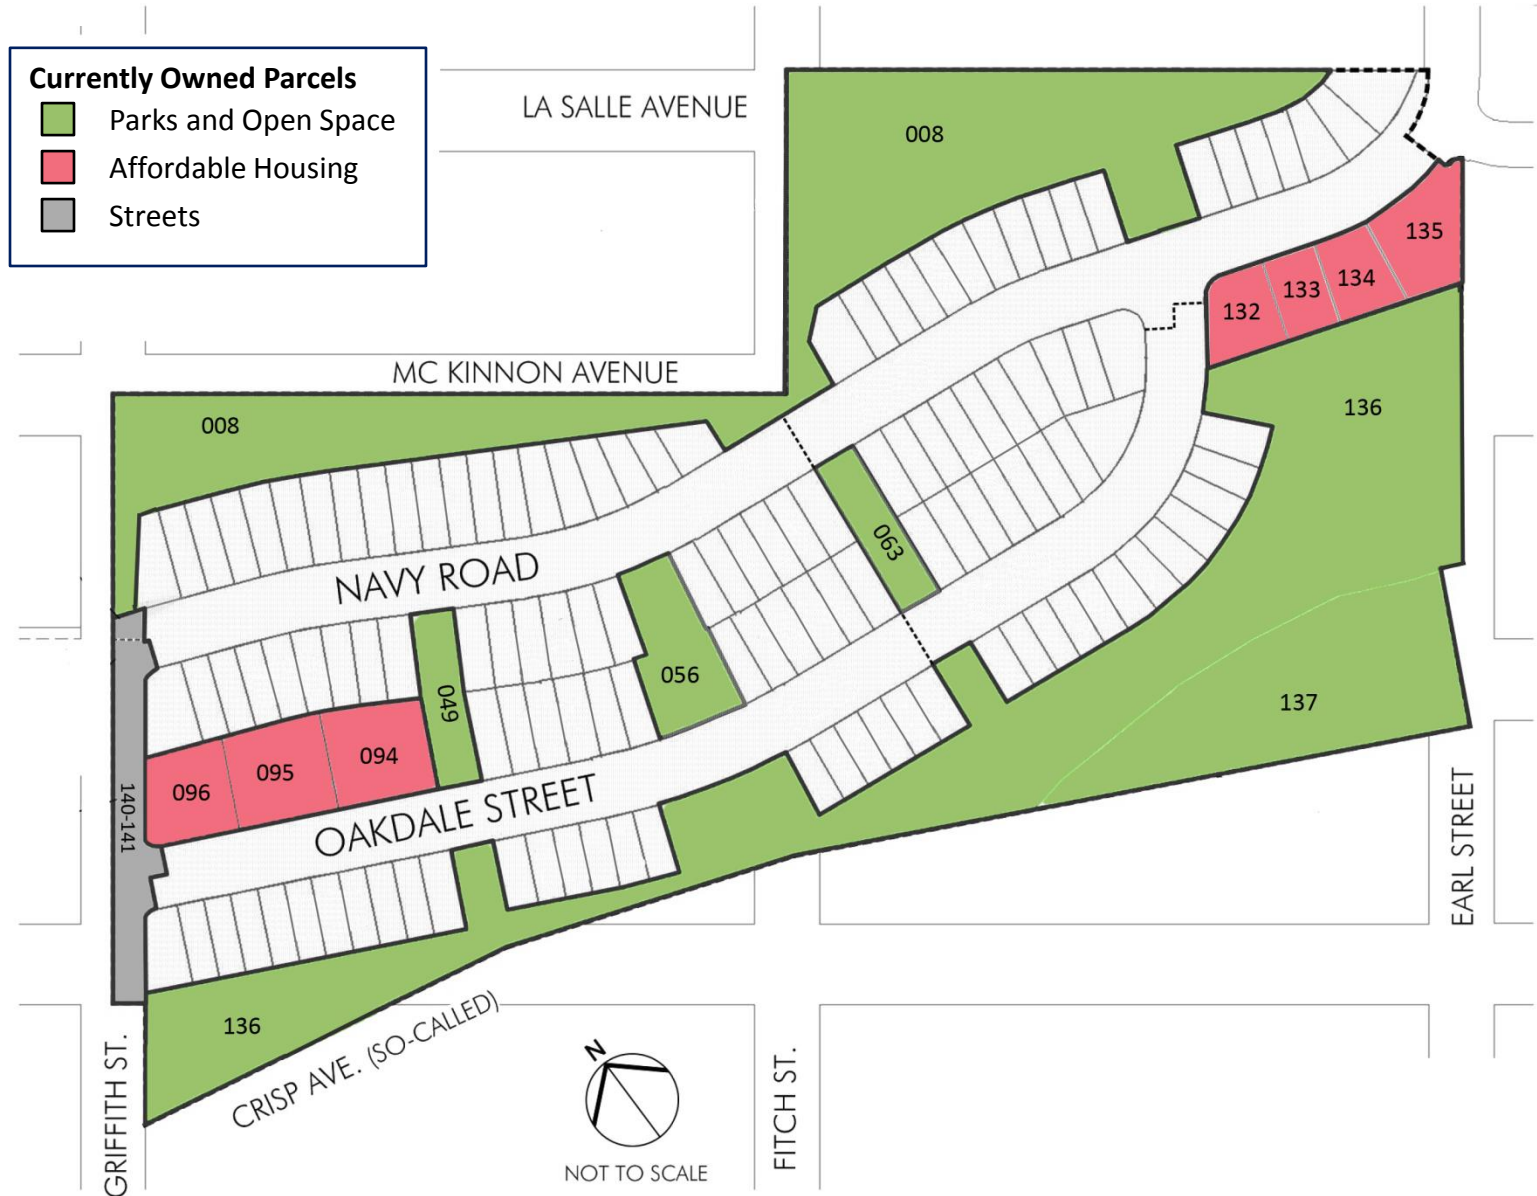 Currently Owned Parcels
Parks and Open Space
Affordable Housing
Streets
LA SALLE AVENUE
008
135
134
133
132
MC KINNON AVENUE
136
008
063
NAVY ROAD
056
049
137
094
095
096
140-141
OAKDALE STREET
EARL STREET
136
CRISP AVE. (SO-CALLED)
GRIFFITH ST.
N
FITCH ST.
NOT TO SCALE